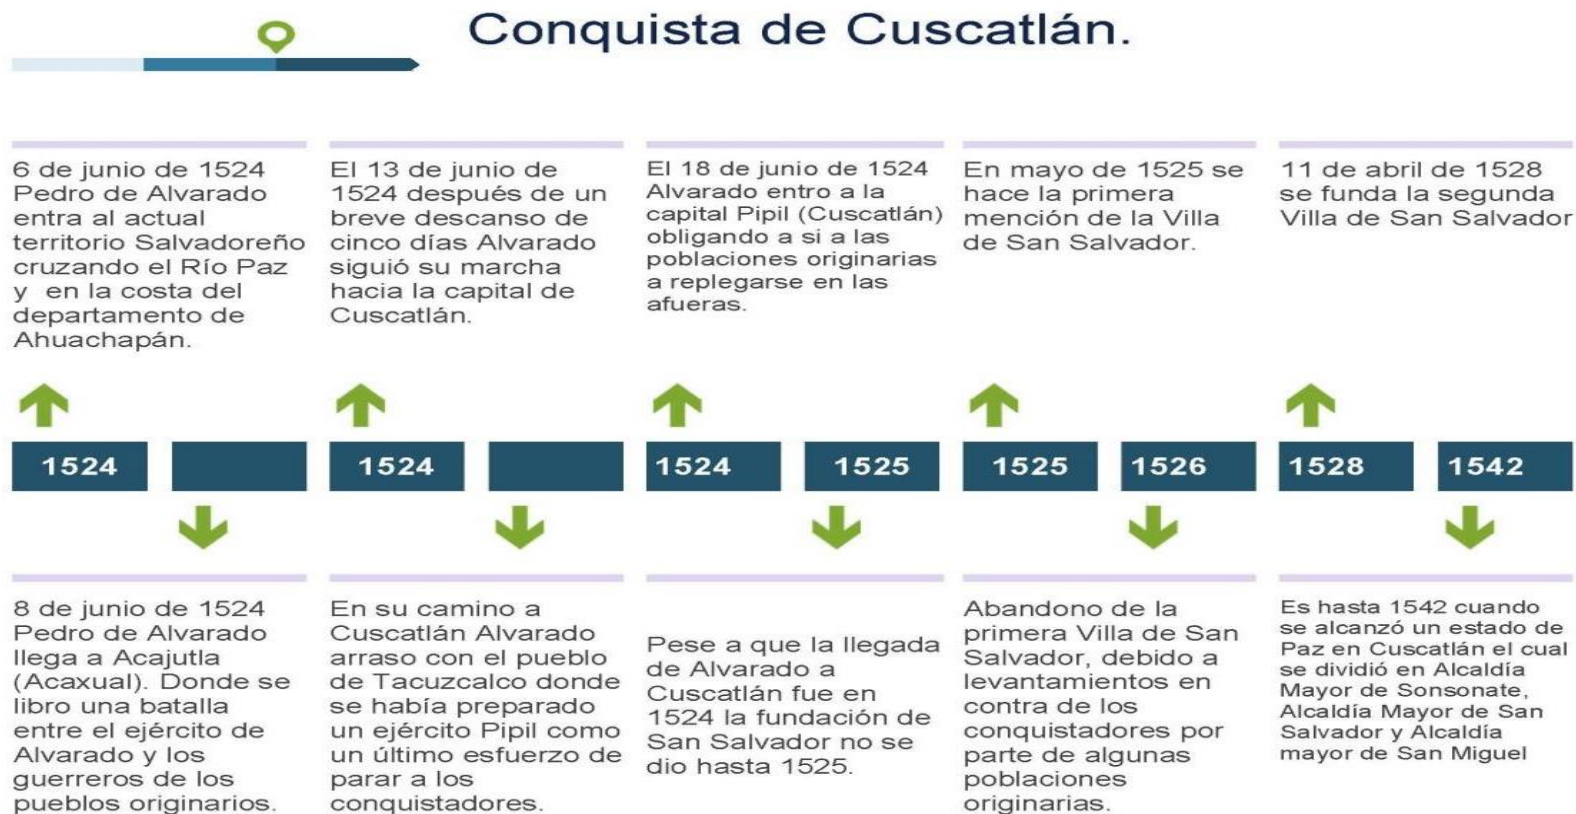 Conquista de Cuscatlán.
6 de junio de 1524
Pedro de Alvarado
entra al actual
territorio Salvadoreño
cruzando el Río Paz
y en la costa del
departamento de
Ahuachapán.
El 13 de junio de
1524 después de un
breve descanso de
cinco días Alvarado
siguió su marcha
hacia la capital de
Cuscatlán.
El 18 de junio de 1524
Alvarado entro a la
capital Pipil (Cuscatlán)
obligando a si a las
poblaciones originarias
a replegarse en las
afueras.
En mayo de 1525 se
hace la primera
mención de la Villa
de San Salvador.
11 de abril de 1528
se funda la segunda
Villa de San Salvador
1524
1524
1524
1525
1525
1526
1528
1542
8 de junio de 1524
Pedro de Alvarado
llega a Acajutla
(Acaxual). Donde se
libro una batalla
entre el ejército de
Alvarado y los
guerreros de los
pueblos originarios.
En su camino a
Cuscatlán Alvarado
arraso con el pueblo
de Tacuzcalco donde
se había preparado
un ejército Pipil como
un último esfuerzo de
parar a los
conquistadores.
Pese a que la llegada
de Alvarado a
Cuscatlán fue en
1524 la fundación de
San Salvador no se
dio hasta 1525.
Abandono de la
primera Villa de San
Salvador, debido a
levantamientos en
contra de los
conquistadores por
parte de algunas
poblaciones
originarias.
Es hasta 1542 cuando
se alcanzó un estado de
Paz en Cuscatlán el cual
se dividió en Alcaldía
Mayor de Sonsonate,
Alcaldía Mayor de San
Salvador y Alcaldía
mayor de San Miguel